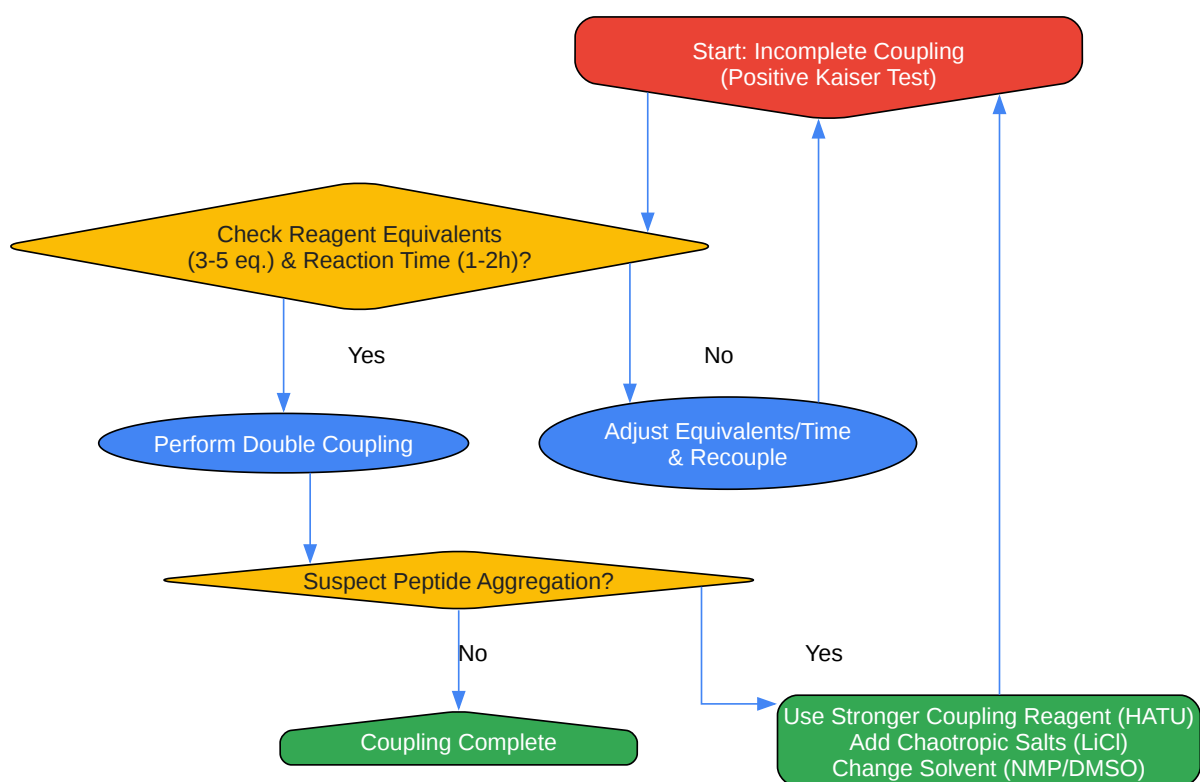 Start: Incomplete Coupling
(Positive Kaiser Test)
Check Reagent Equivalents
(3-5 eq.) & Reaction Time (1-2h)?
Yes
No
Perform Double Coupling
Adjust Equivalents/Time
& Recouple
Suspect Peptide Aggregation?
No
Yes
Coupling Complete
Use Stronger Coupling Reagent (HATU)
Add Chaotropic Salts (LiCl)
Change Solvent (NMP/DMSO)